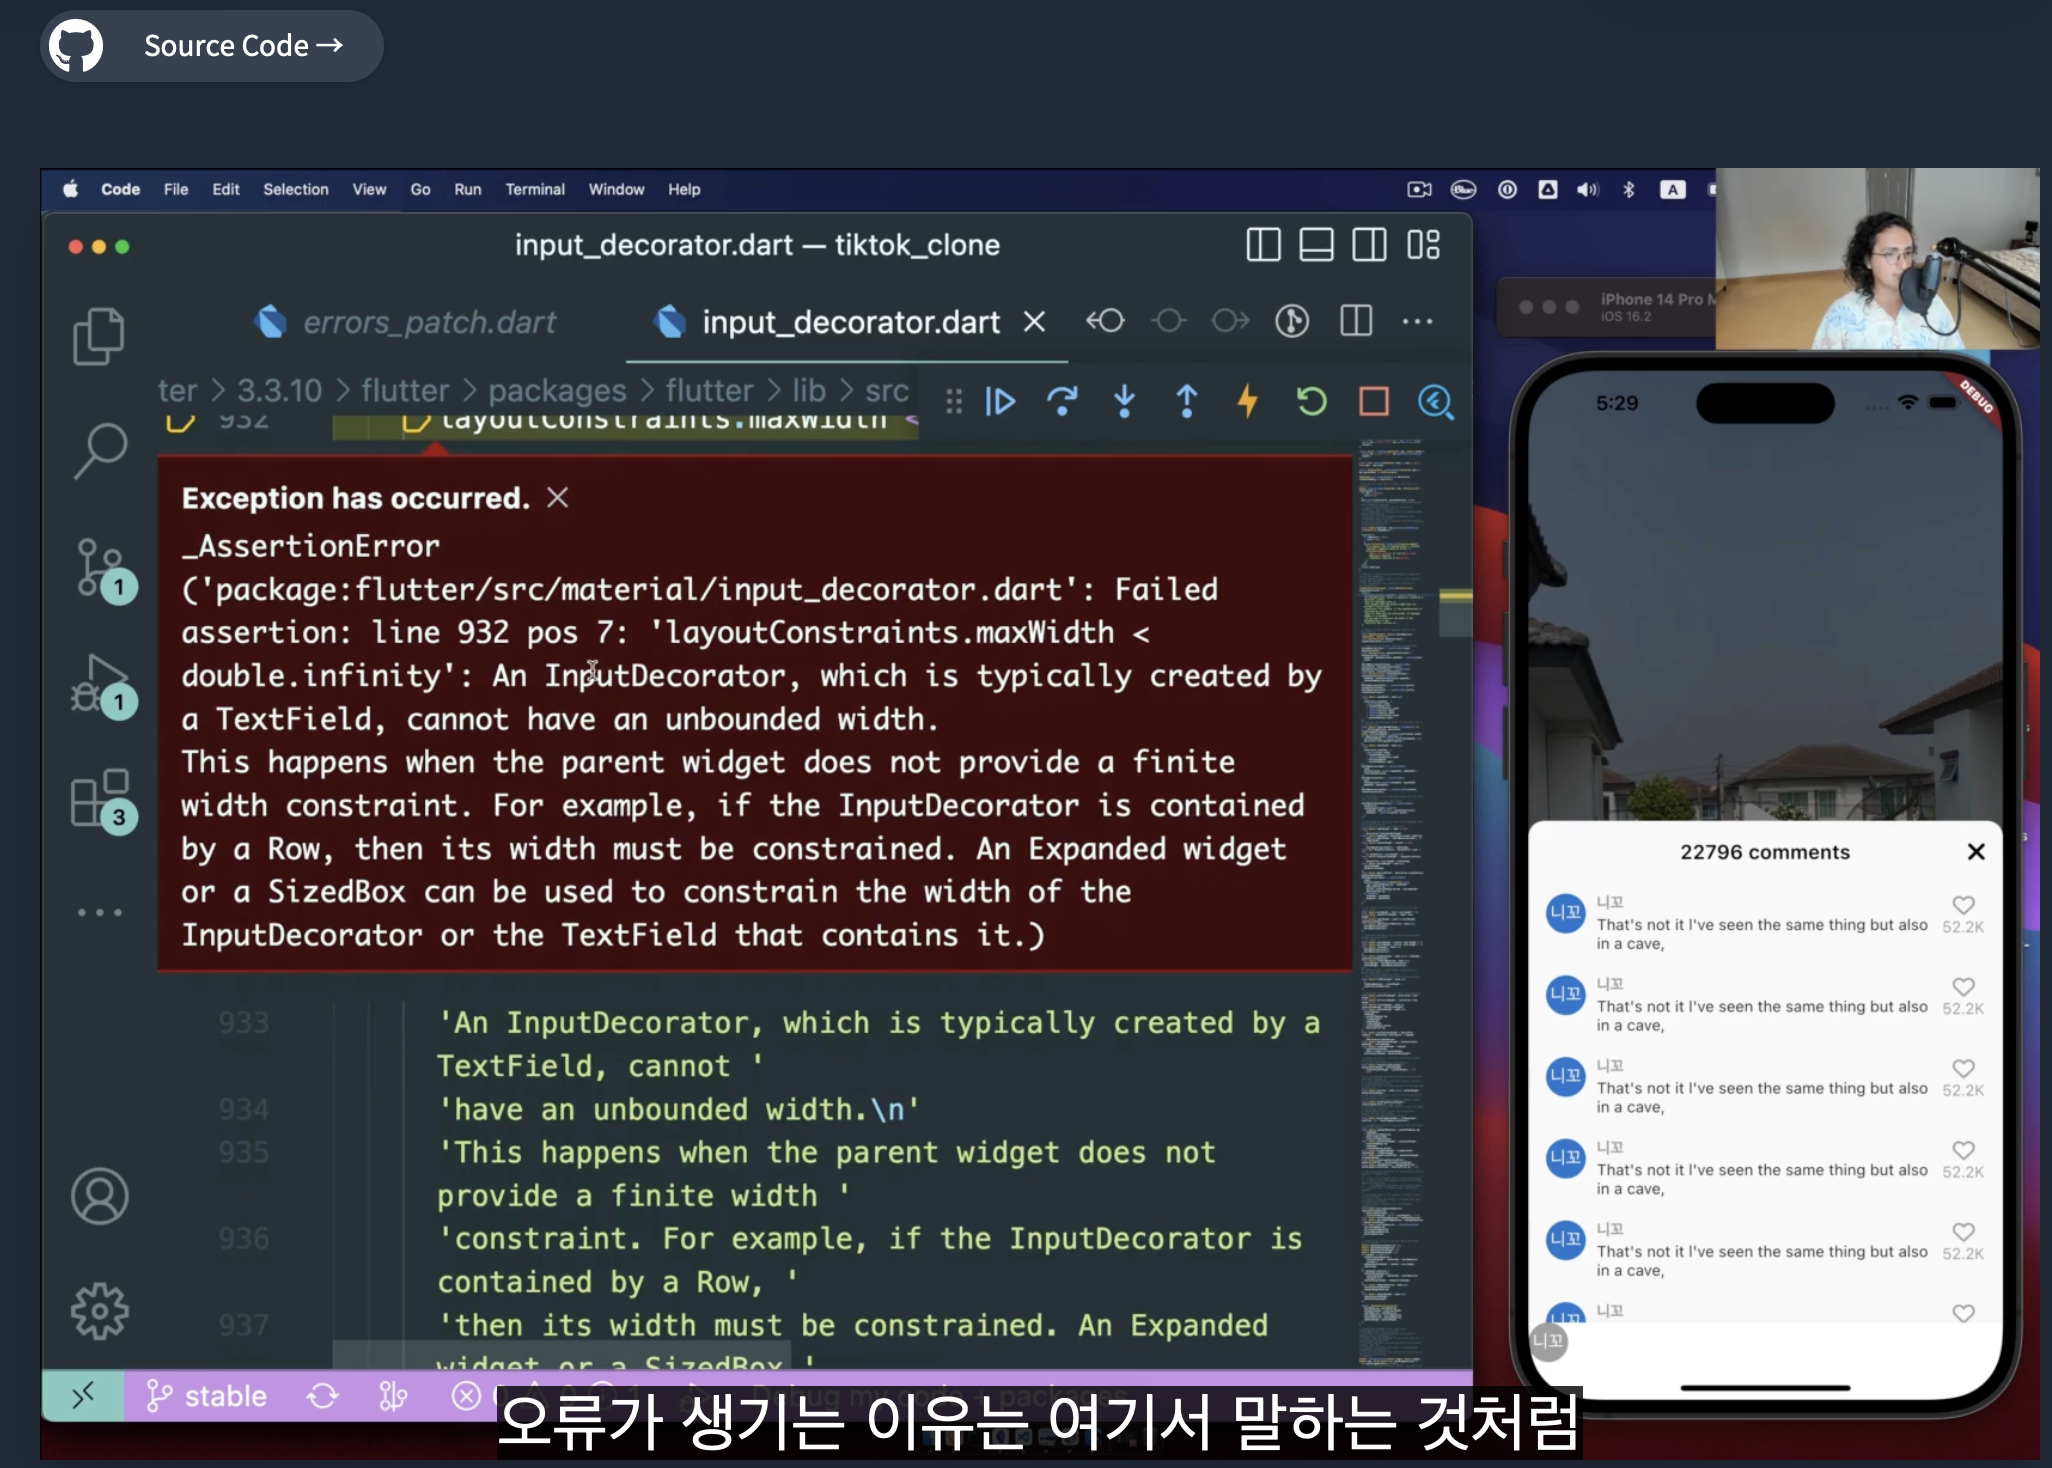 Source Code →
Code File Edit Selection View Go Run Terminal Window Help
A
input_decorator.dart — tiktok_clone
errors_patch.dart
input_decorator.dart
ter > 3.3.10 > flutter > packages > flutter > lib > src
932 layoutConstraints.maxWidth <
Exception has occurred.
_AssertionError
('package:flutter/src/material/input_decorator.dart': Failed
assertion: line 932 pos 7: 'layoutConstraints.maxWidth <
double.infinity': An InputDecorator, which is typically created by
a TextField, cannot have an unbounded width.
This happens when the parent widget does not provide a finite
width constraint. For example, if the InputDecorator is contained
by a Row, then its width must be constrained. An Expanded widget
or a SizedBox can be used to constrain the width of the
InputDecorator or the TextField that contains it.)
1
1
3
933 'An InputDecorator, which is typically created by a
TextField, cannot '
934 'have an unbounded width.\n'
935 'This happens when the parent widget does not
provide a finite width '
936 'constraint. For example, if the InputDecorator is
contained by a Row, '
937 'then its width must be constrained. An Expanded
widget or a SizedBox '
stable
iPhone 14 Pro M
iOS 16.2
5:29
DEBUG
22796 comments
니꼬
니꼬
That's not it I've seen the same thing but also
in a cave,
52.2K
니꼬
니꼬
That's not it I've seen the same thing but also
in a cave,
52.2K
니꼬
니꼬
That's not it I've seen the same thing but also
in a cave,
52.2K
니꼬
니꼬
That's not it I've seen the same thing but also
in a cave,
52.2K
니꼬
니꼬
That's not it I've seen the same thing but also
in a cave,
52.2K
니꼬
니꼬
니꼬
오류가 생기는 이유는 여기서 말하는 것처럼